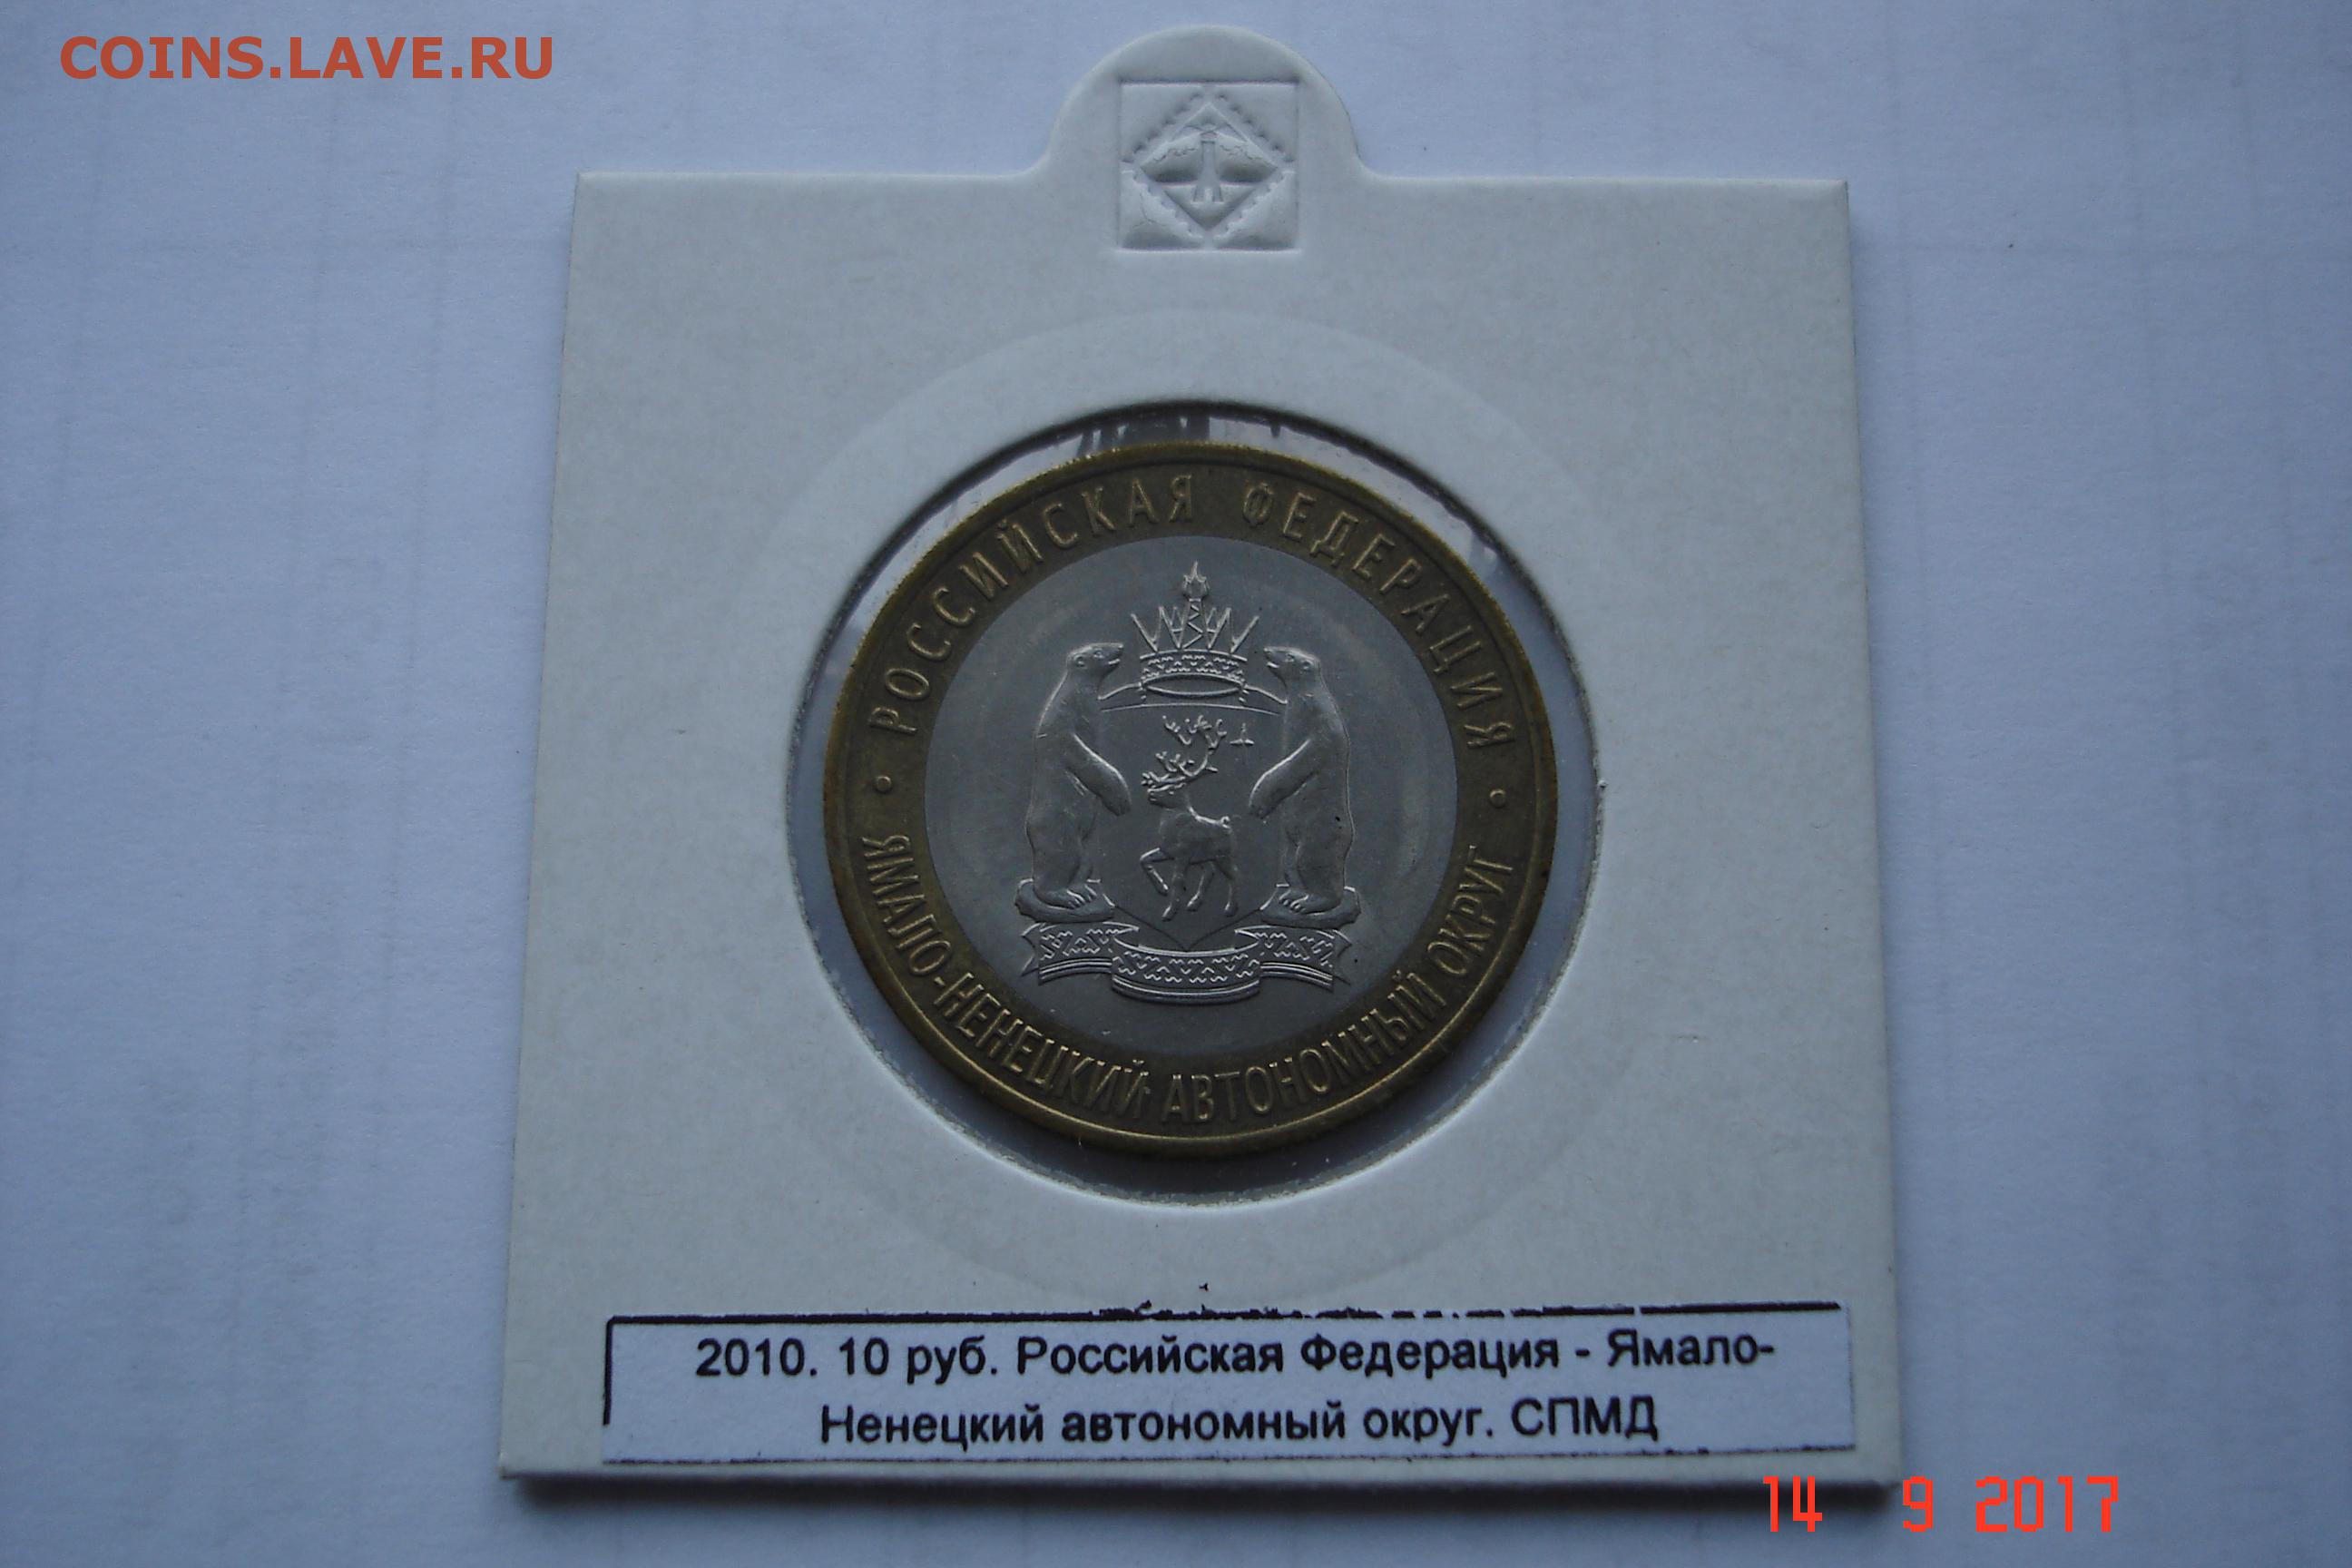 COINS.LAVE.RU
РОССИЙСКАЯ ФЕДЕРАЦИЯ
ЯМАЛО-НЕНЕЦКИЙ АВТОНОМНЫЙ ОКРУГ
2010. 10 руб. Российская Федерация - Ямало-
Ненецкий автономный округ. СПМД
14 9 2017